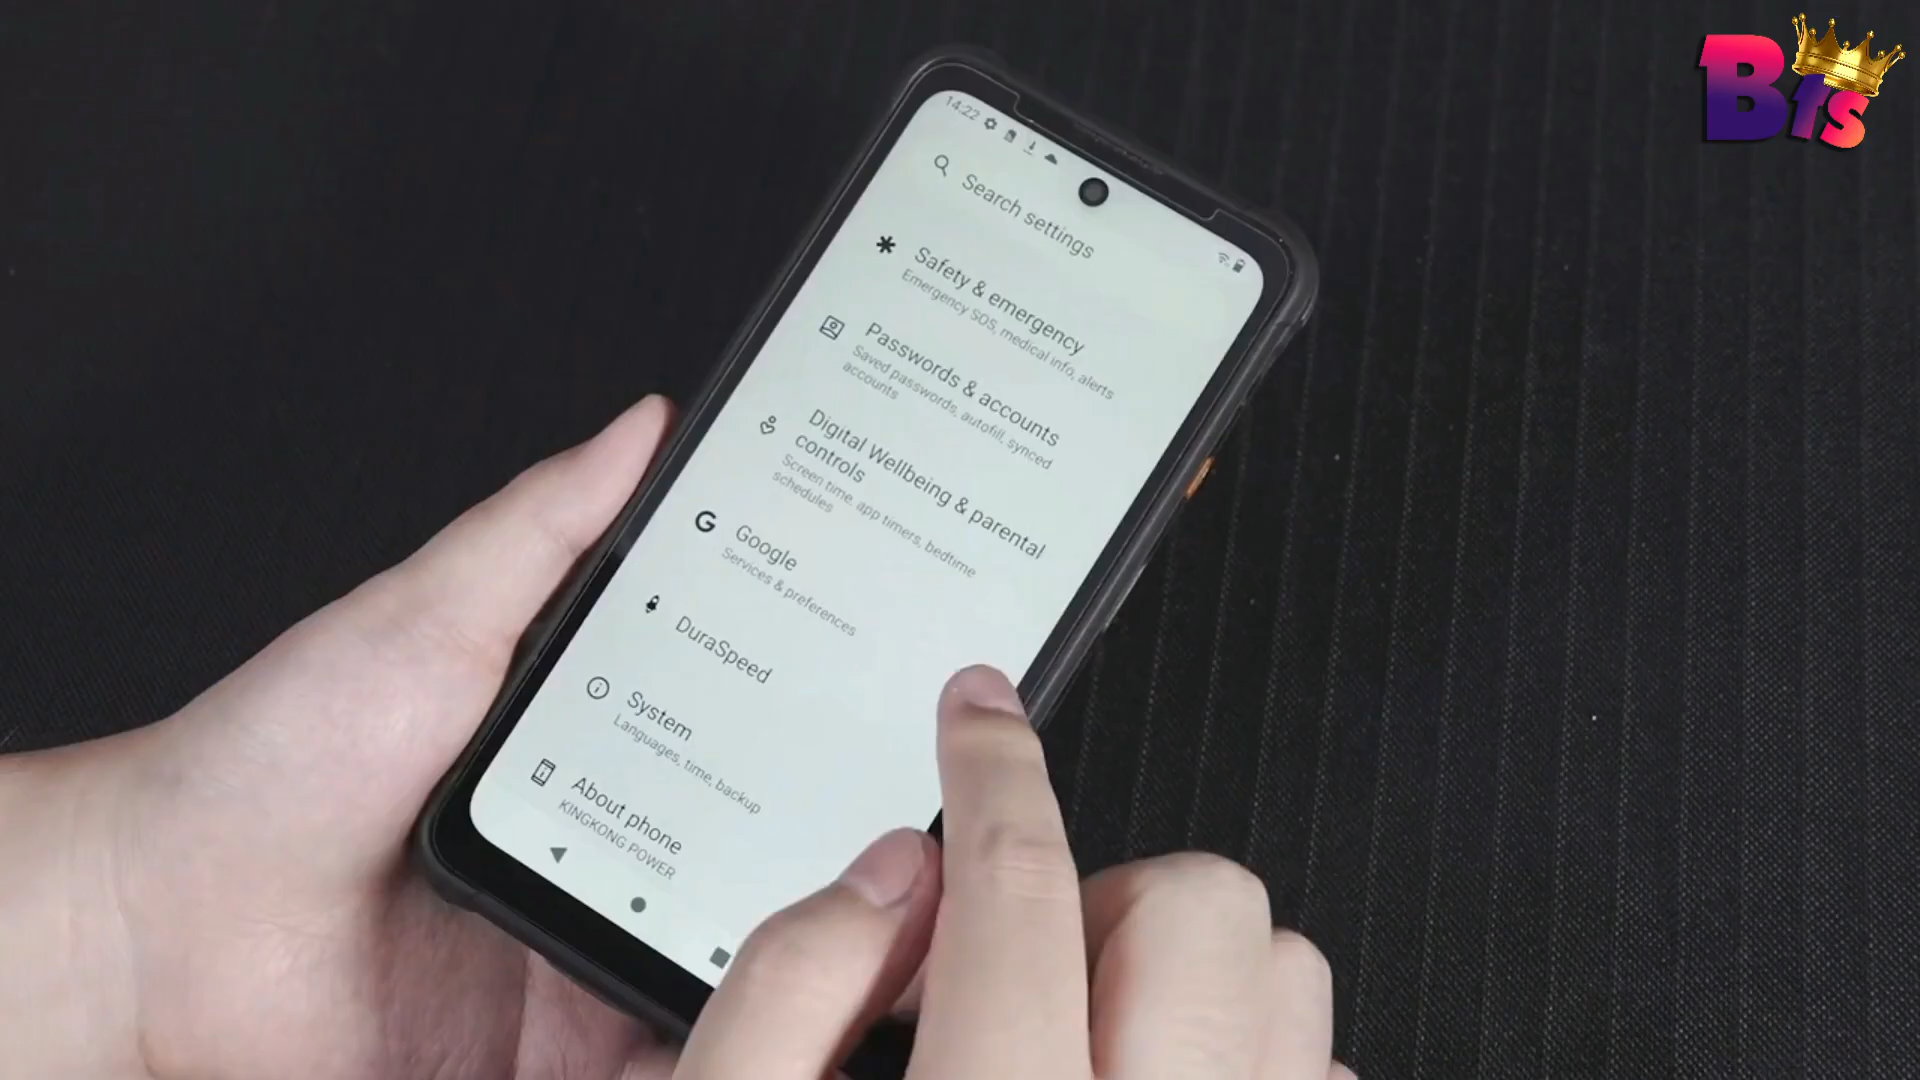 Bfs
14:22
Search settings
Safety & emergency
Emergency SOS, medical info, alerts
Passwords & accounts
Saved passwords, autofill, synced
accounts
Digital Wellbeing & parental
controls
Screen time, app timers, bedtime
schedules
Google
Services & preferences
DuraSpeed
System
Languages, time, backup
About phone
KINGKONG POWER